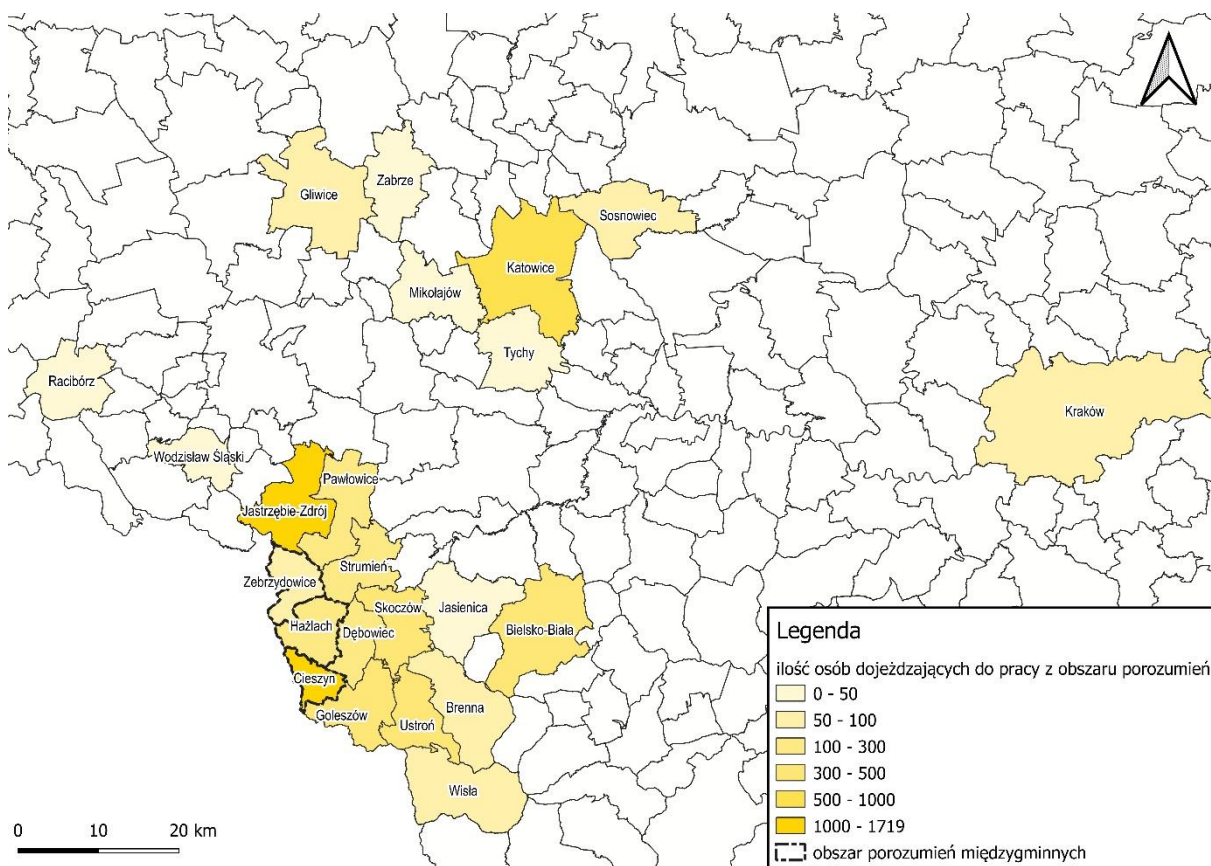 Zabrze
Gliwice
Sosnowiec
Katowice
Mikołajów
Tychy
Racibórz
Kraków
Wodzisław Śląski
Pawłowice
Jastrzębie-Zdrój
Strumień
Zebrzydowice
Skoczów
Jasienica
Hażlach
Dębowiec
Bielsko-Biała
Cieszyn
Brenna
Goleszów
Ustroń
Wisła
0 10 20 km
Legenda
ilość osób dojeżdzających do pracy z obszaru porozumień
0 - 50
50 - 100
100 - 300
300 - 500
500 - 1000
1000 - 1719
obszar porozumień międzygminnych